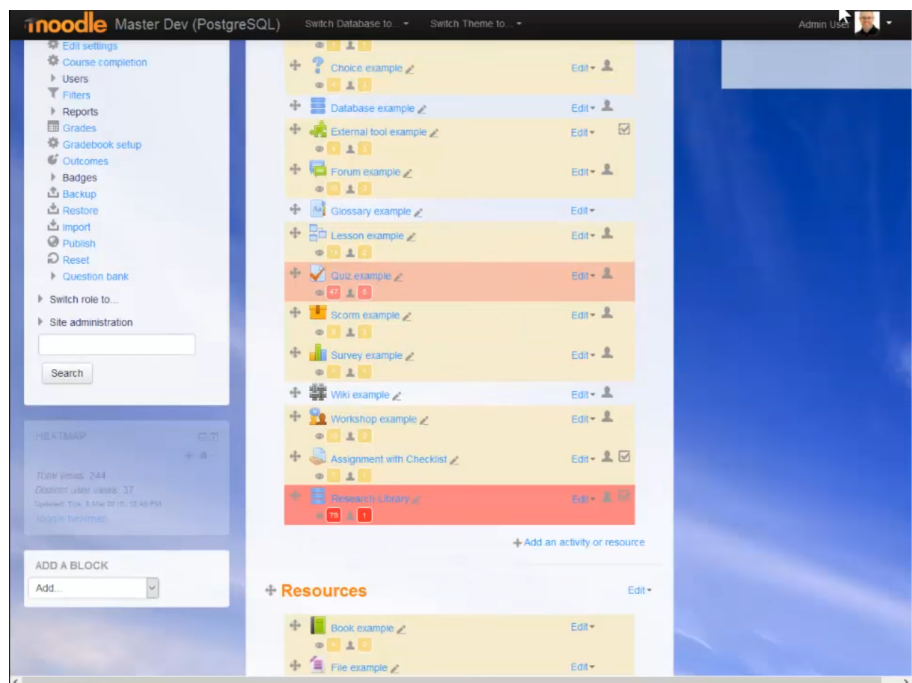 moodle Master Dev (PostgreSQL) Switch Database to... Switch Theme to... Admin User
Edit settings
Course completion
Users
Filters
Reports
Grades
Gradebook setup
Outcomes
Badges
Backup
Restore
Import
Publish
Reset
Question bank
Switch role to...
Site administration
Search
HEATMAP
Total views: 244
Distinct user views: 37
toggle heatmap
ADD A BLOCK
Add...
Choice example Edit
Database example Edit
External tool example Edit
Forum example Edit
Glossary example Edit
Lesson example Edit
Quiz example Edit
47
Scorm example Edit
Survey example Edit
Wiki example Edit
Workshop example Edit
Assignment with Checklist Edit
Research Library Edit
79 1
Add an activity or resource
Resources Edit
Book example Edit
File example Edit